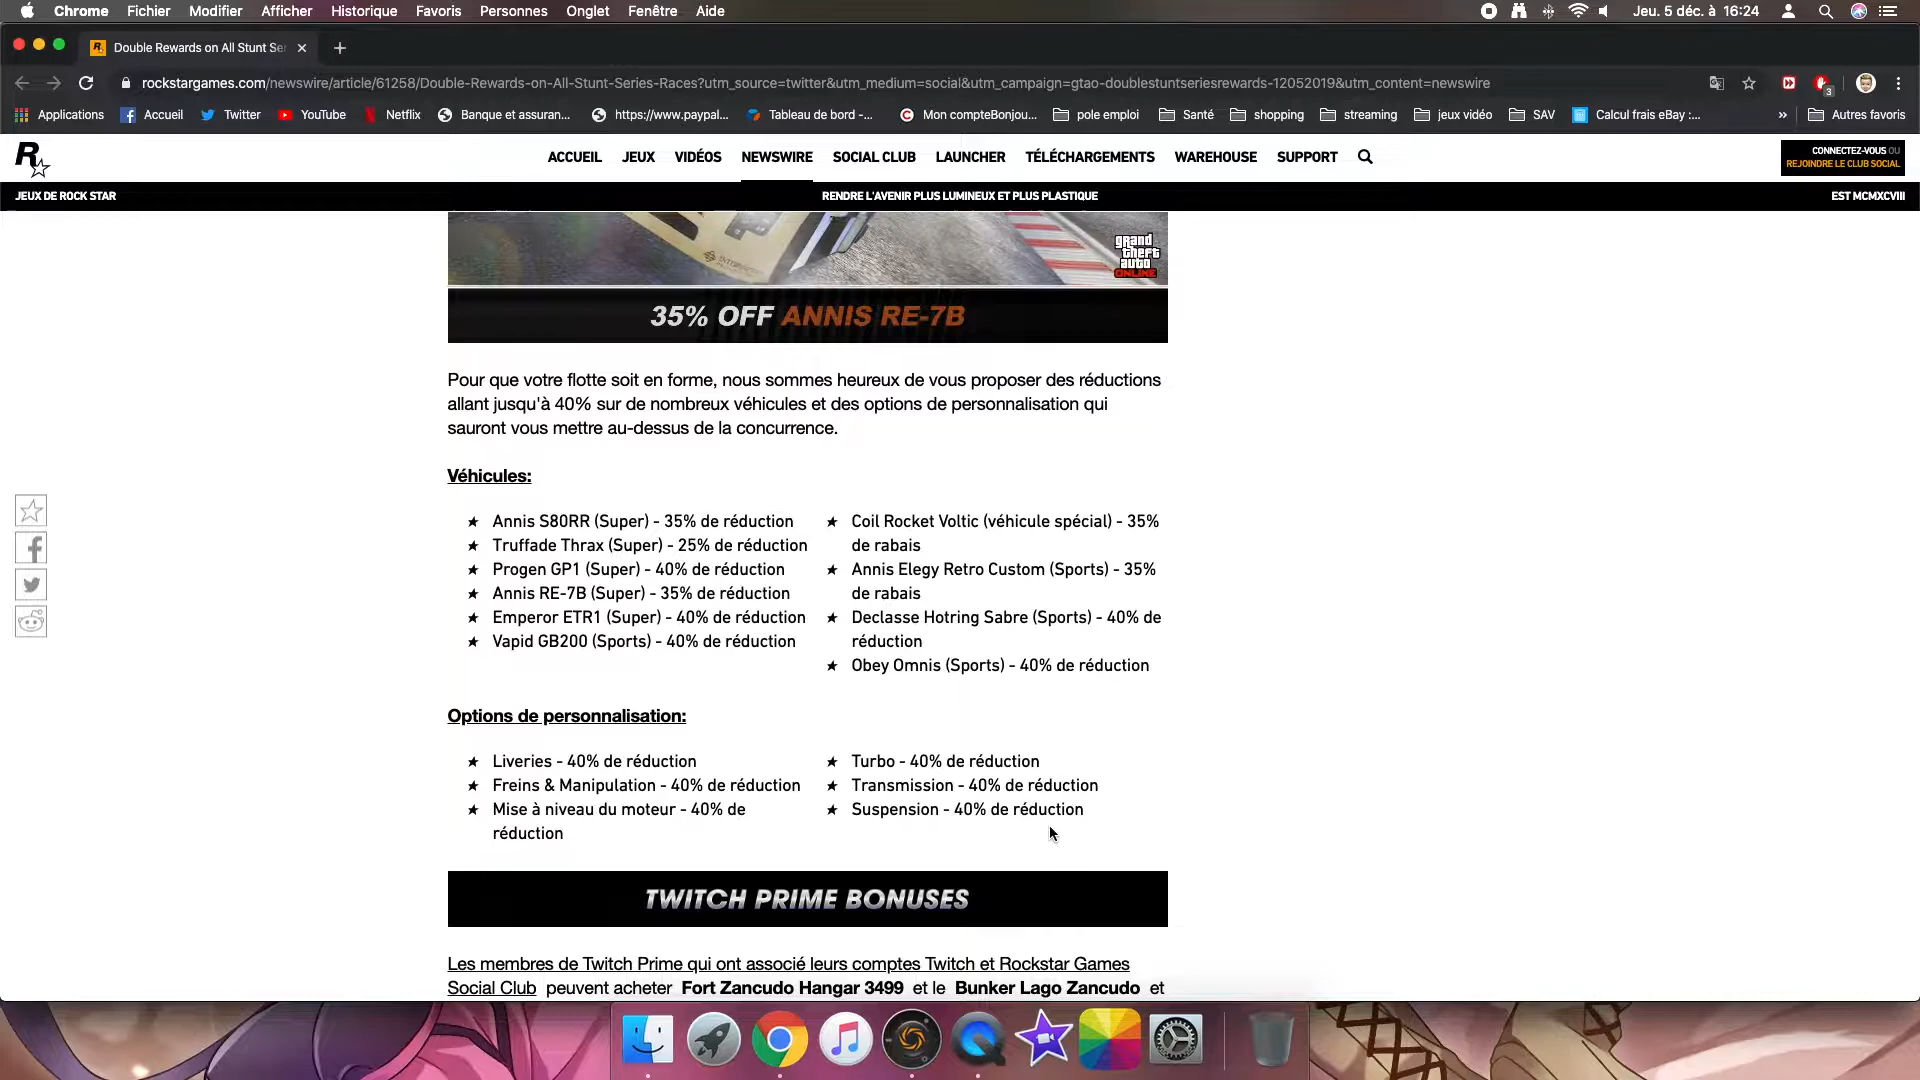 Chrome Fichier Modifier Afficher Historique Favoris Personnes Onglet Fenêtre Aide Jeu. 5 déc. à 16:24
Double Rewards on All Stunt Ser
rockstargames.com/newswire/article/61258/Double-Rewards-on-All-Stunt-Series-Races?utm_source=twitter&utm_medium=social&utm_campaign=gtao-doublestuntseriesrewards-12052019&utm_content=newswire 3
Applications Accueil Twitter YouTube Netflix Banque et assuran... https://www.paypal... Tableau de bord -... Mon compteBonjou... pole emploi Santé shopping streaming jeux vidéo SAV Calcul frais eBay :... » Autres favoris
ACCUEIL JEUX VIDÉOS NEWSWIRE SOCIAL CLUB LAUNCHER TÉLÉCHARGEMENTS WAREHOUSE SUPPORT
CONNECTEZ-VOUS OU
REJOINDRE LE CLUB SOCIAL
JEUX DE ROCK STAR RENDRE L'AVENIR PLUS LUMINEUX ET PLUS PLASTIQUE EST MCMXCVIII
grand
theft
auto
ONLINE
35% OFF ANNIS RE-7B
Pour que votre flotte soit en forme, nous sommes heureux de vous proposer des réductions
allant jusqu'à 40% sur de nombreux véhicules et des options de personnalisation qui
sauront vous mettre au-dessus de la concurrence.
Véhicules:
Annis S80RR (Super) - 35% de réduction
Truffade Thrax (Super) - 25% de réduction
Progen GP1 (Super) - 40% de réduction
Annis RE-7B (Super) - 35% de réduction
Emperor ETR1 (Super) - 40% de réduction
Vapid GB200 (Sports) - 40% de réduction
Coil Rocket Voltic (véhicule spécial) - 35%
de rabais
Annis Elegy Retro Custom (Sports) - 35%
de rabais
Declasse Hotring Sabre (Sports) - 40% de
réduction
Obey Omnis (Sports) - 40% de réduction
Options de personnalisation:
Liveries - 40% de réduction
Freins & Manipulation - 40% de réduction
Mise à niveau du moteur - 40% de
réduction
Turbo - 40% de réduction
Transmission - 40% de réduction
Suspension - 40% de réduction
TWITCH PRIME BONUSES
Les membres de Twitch Prime qui ont associé leurs comptes Twitch et Rockstar Games
Social Club peuvent acheter Fort Zancudo Hangar 3499 et le Bunker Lago Zancudo et